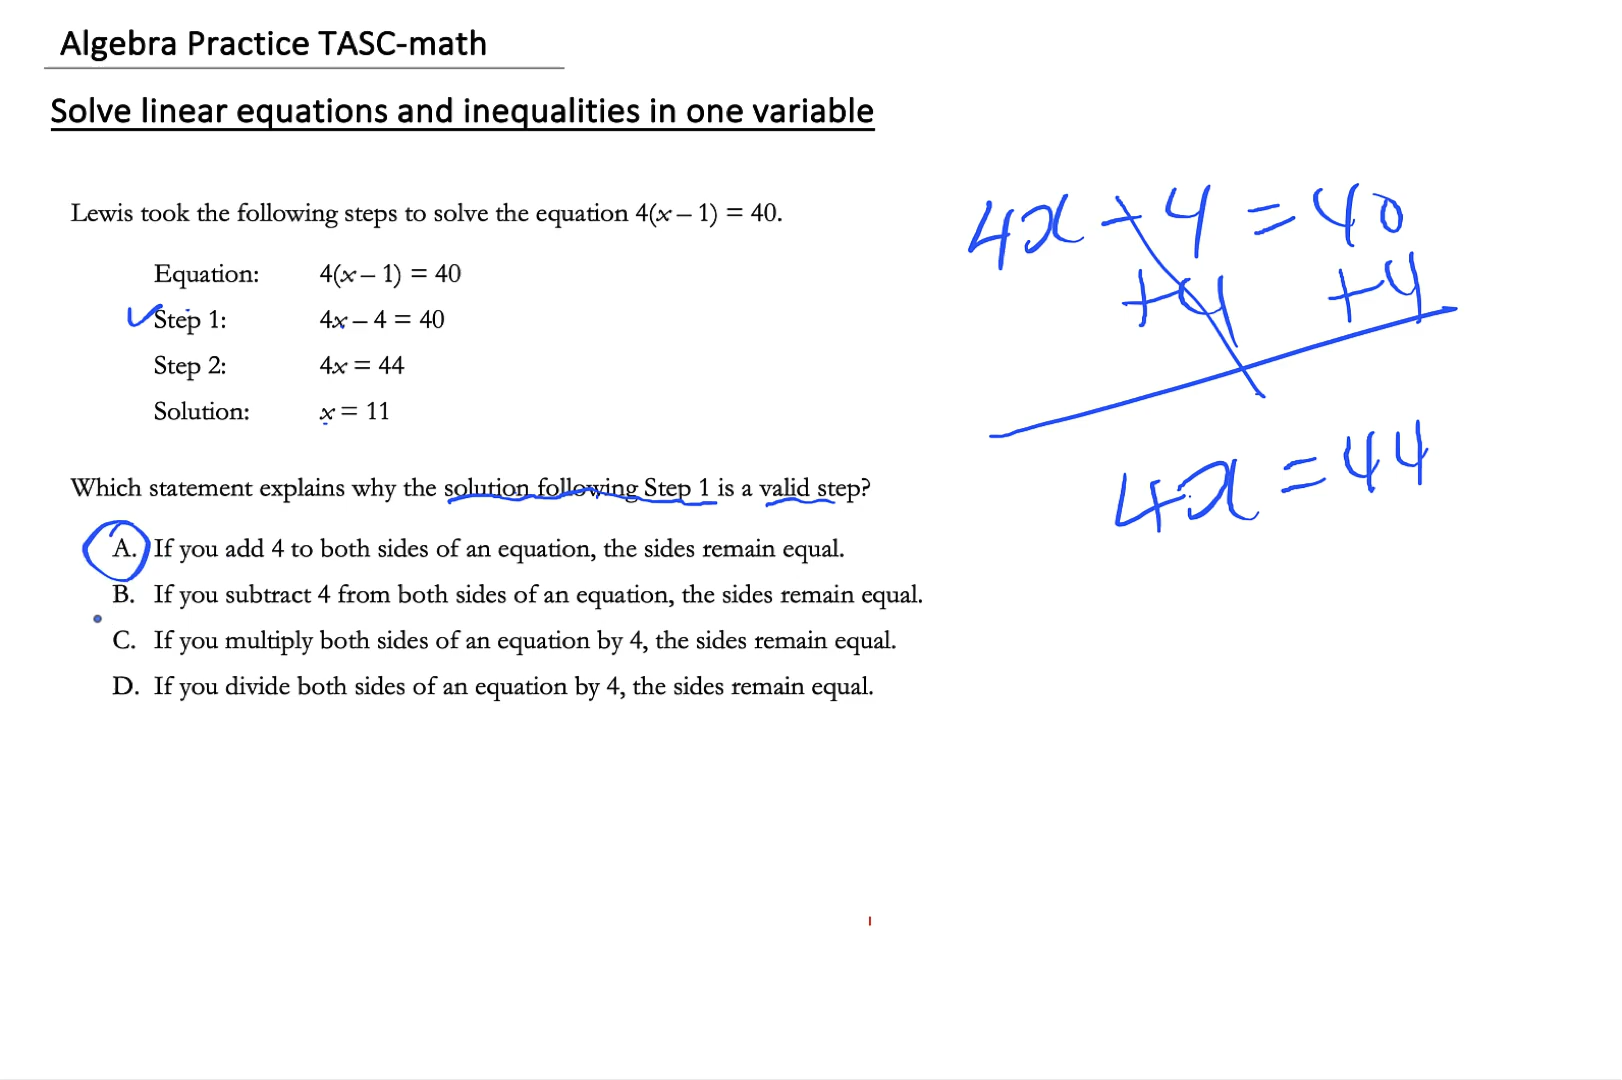 Algebra Practice TASC-math
Solve linear equations and inequalities in one variable
Lewis took the following steps to solve the equation 4(x – 1) = 40.
Equation: 4(x – 1) = 40
Step 1: 4x – 4 = 40
Step 2: 4x = 44
Solution: x = 11
Which statement explains why the solution following Step 1 is a valid step?
A. If you add 4 to both sides of an equation, the sides remain equal.
B. If you subtract 4 from both sides of an equation, the sides remain equal.
C. If you multiply both sides of an equation by 4, the sides remain equal.
D. If you divide both sides of an equation by 4, the sides remain equal.
4x - 4 = 40
+4 +4
4x = 44